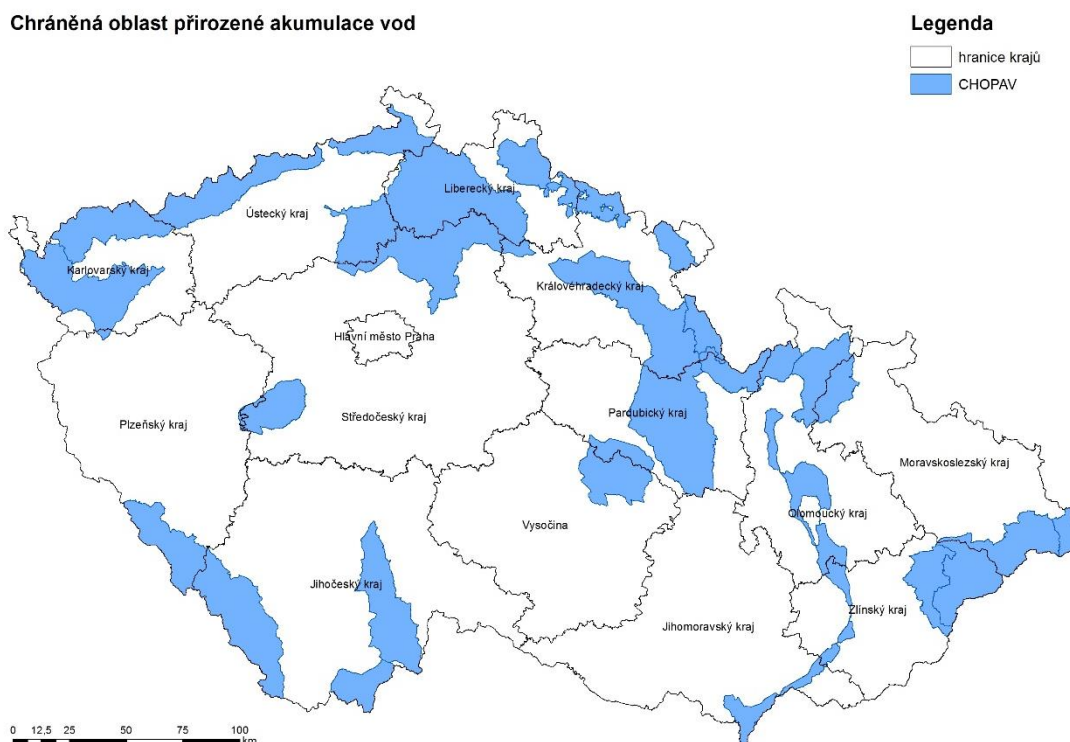 Chráněná oblast přirozené akumulace vod
Legenda
hranice krajů
CHOPAV
Liberecký kraj
Ústecký kraj
Karlovarský kraj
Královéhradecký kraj
Hlavní město Praha
Plzeňský kraj
Středočeský kraj
Pardubický kraj
Moravskoslezský kraj
Vysočina
Olomoucký kraj
Jihočeský kraj
Zlínský kraj
Jihomoravský kraj
0 12,5 25 50 75 100
km